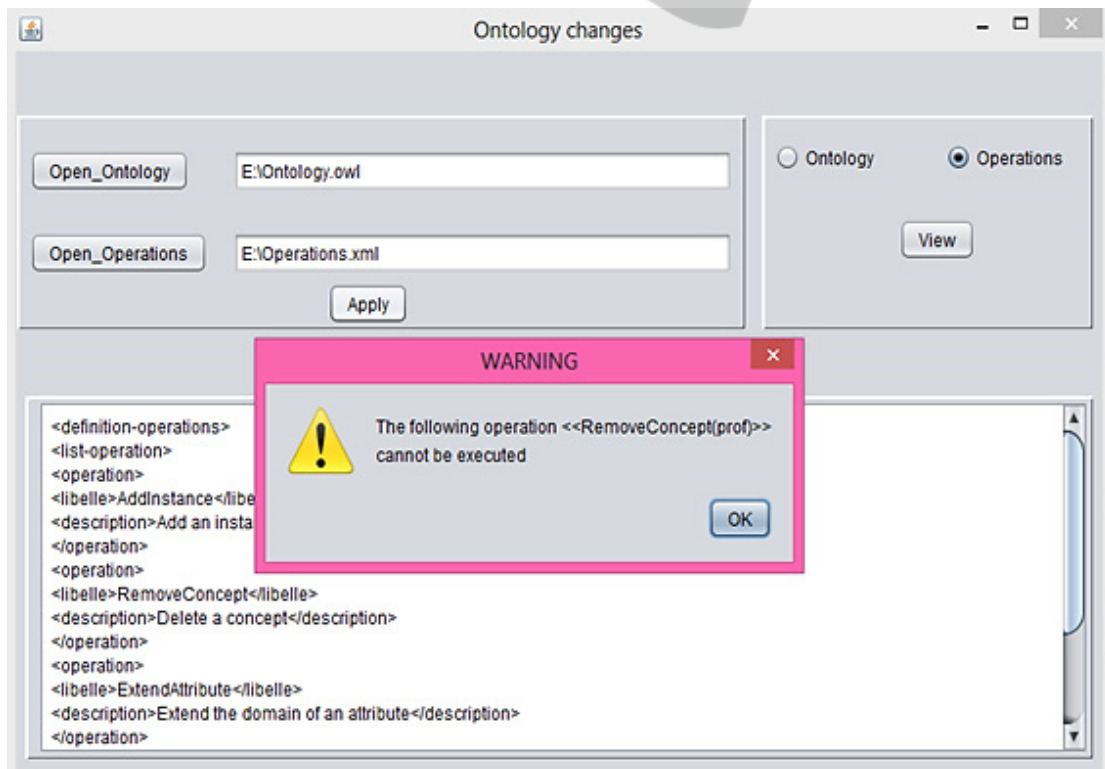 Ontology changes
Open_Ontology
E:\Ontology.owl
Ontology
Operations
Open_Operations
E:\Operations.xml
View
Apply
WARNING
The following operation <<RemoveConcept(prof)>>
cannot be executed
OK
<definition-operations>
<list-operation>
<operation>
<libelle>AddInstance</libe
<description>Add an insta
</operation>
<operation>
<libelle>RemoveConcept</libelle>
<description>Delete a concept</description>
</operation>
<operation>
<libelle>ExtendAttribute</libelle>
<description>Extend the domain of an attribute</description>
</operation>